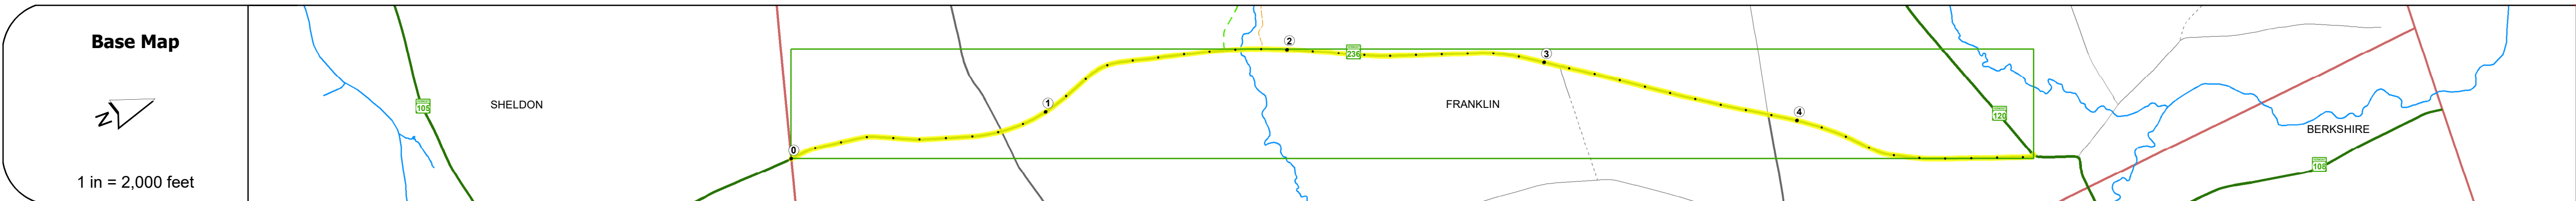 Base Map
N
1 in = 2,000 feet
105
SHELDON
0
1
2
236
3
FRANKLIN
4
120
BERKSHIRE
108